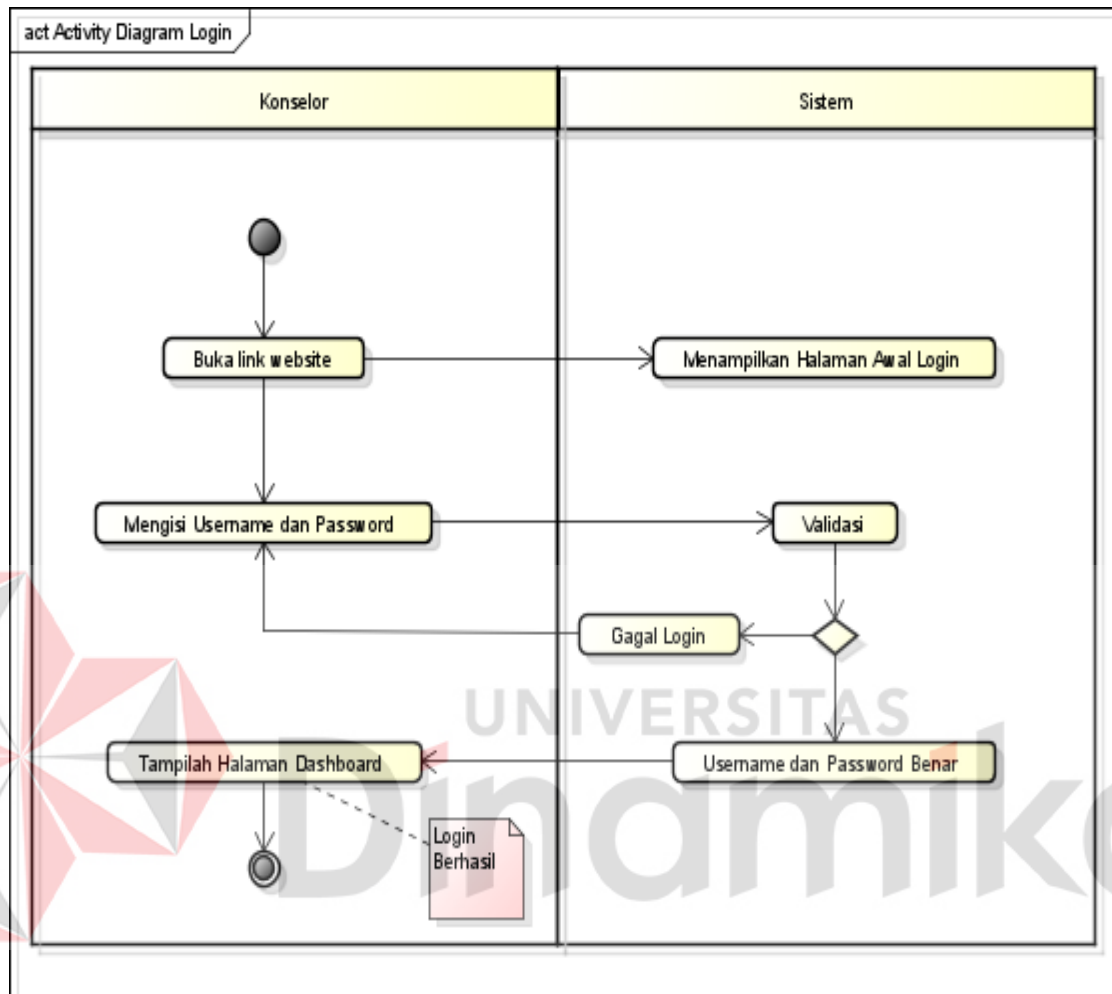 act Activity Diagram Login
Konselor
Sistem
Buka link website
Menampilkan Halaman Awal Login
Mengisi Username dan Password
Validasi
Gagal Login
UNIVERSITAS
Tampilah Halaman Dashboard
Username dan Password Benar
Dinamika
Login
Berhasil